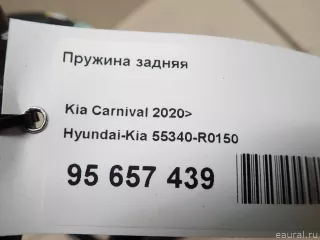 Пружина задняя
Kia Carnival 2020>
Hyundai-Kia 55340-R0150
95 657 439
eaural.ru